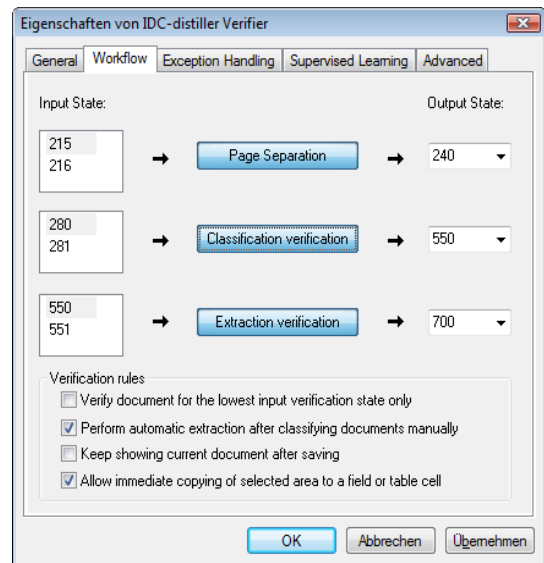 Eigenschaften von IDC-distiller Verifier
General Workflow Exception Handling Supervised Learning Advanced
Input State: Output State:
215
216
Page Separation
240
280
281
Classification verification
550
550
551
Extraction verification
700
Verification rules
Verify document for the lowest input verification state only
Perform automatic extraction after classifying documents manually
Keep showing current document after saving
Allow immediate copying of selected area to a field or table cell
OK Abbrechen Übernehmen